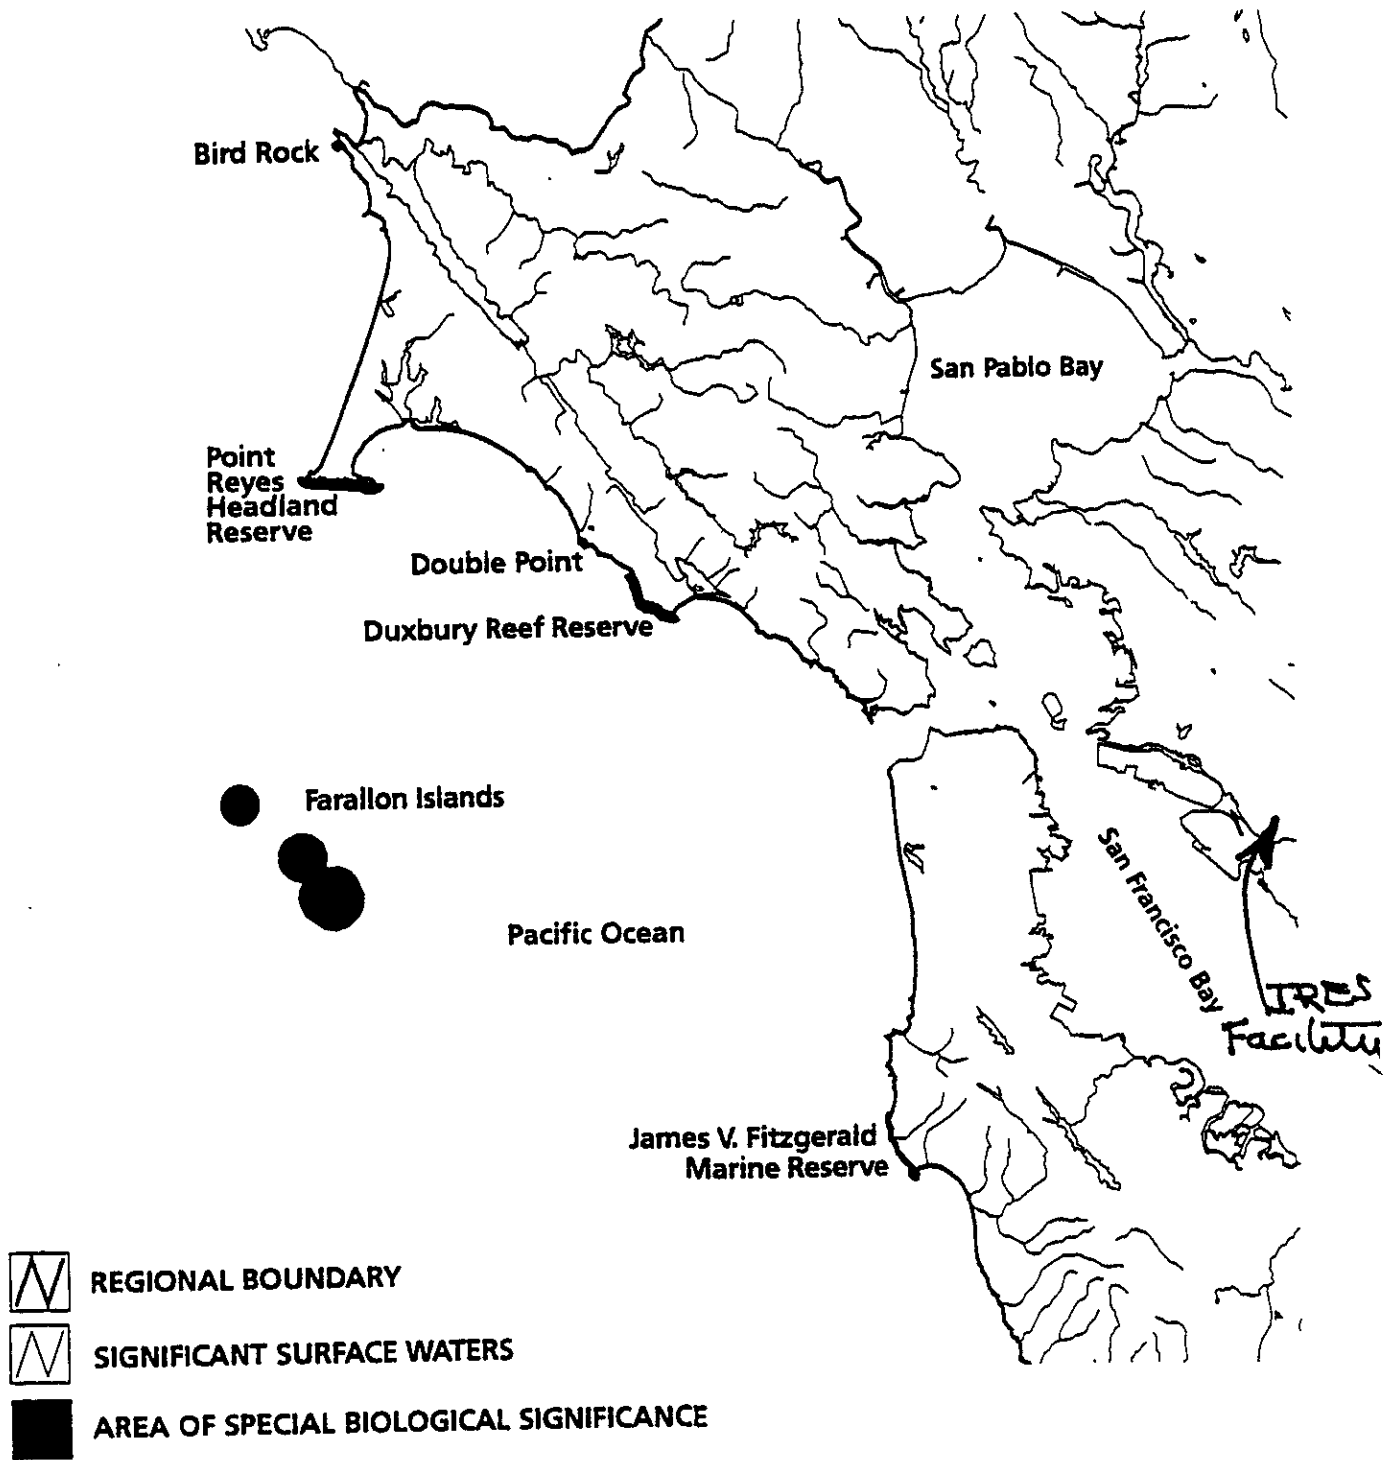 Bird Rock
San Pablo Bay
Point
Reyes
Headland
Reserve
Double Point
Duxbury Reef Reserve
Farallon Islands
Pacific Ocean
San Francisco Bay
IRES
Facility
James V. Fitzgerald
Marine Reserve
REGIONAL BOUNDARY
SIGNIFICANT SURFACE WATERS
AREA OF SPECIAL BIOLOGICAL SIGNIFICANCE